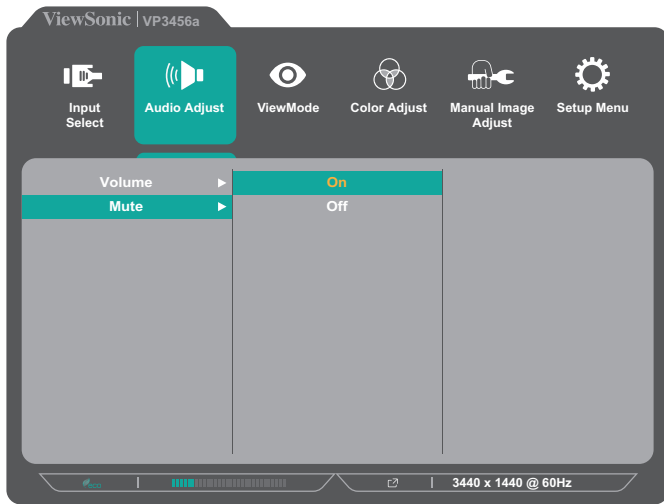 ViewSonic | VP3456a
Input Select
Audio Adjust
ViewMode
Color Adjust
Manual Image Adjust
Setup Menu
Volume
On
Mute
Off
eco
3440 x 1440 @ 60Hz